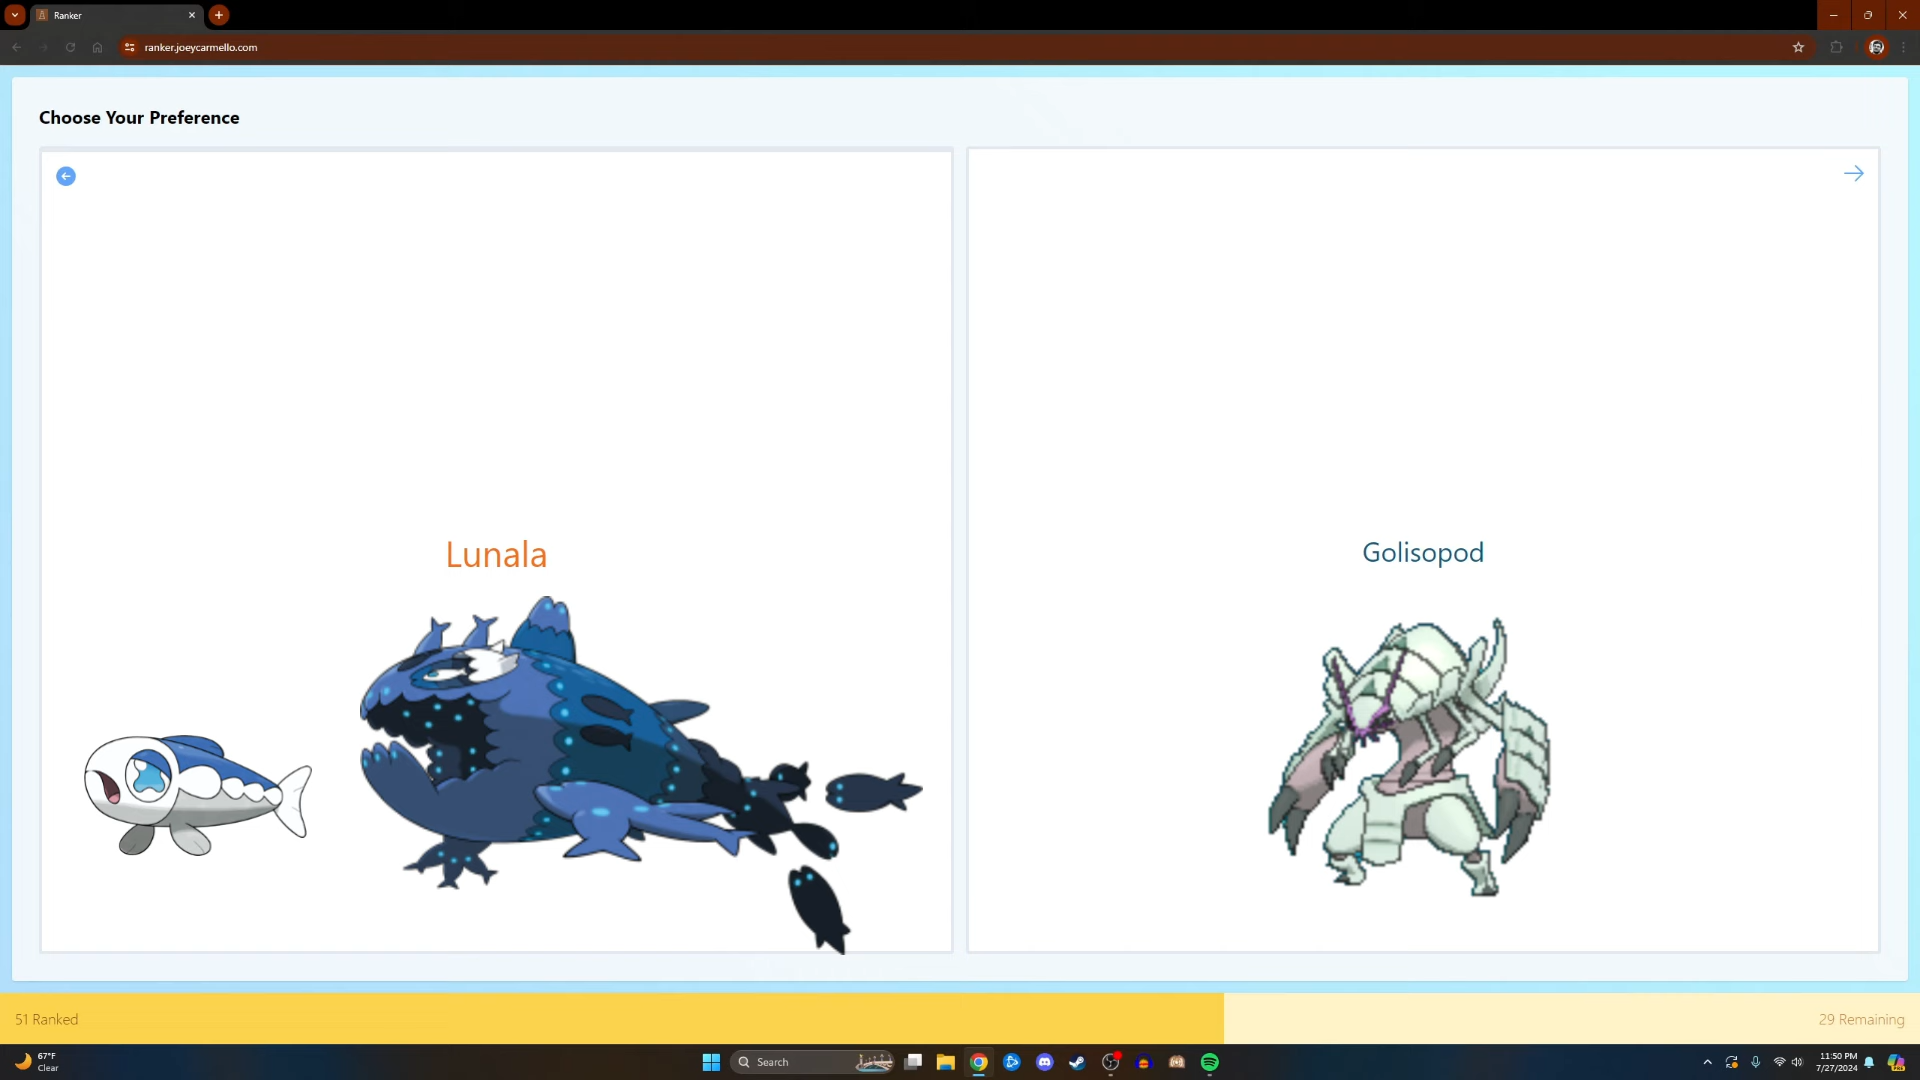 Ranker
ranker.joeycarmello.com
Choose Your Preference
Lunala
Golisopod
51 Ranked
29 Remaining
67°F
Clear
Search
11:50 PM
7/27/2024